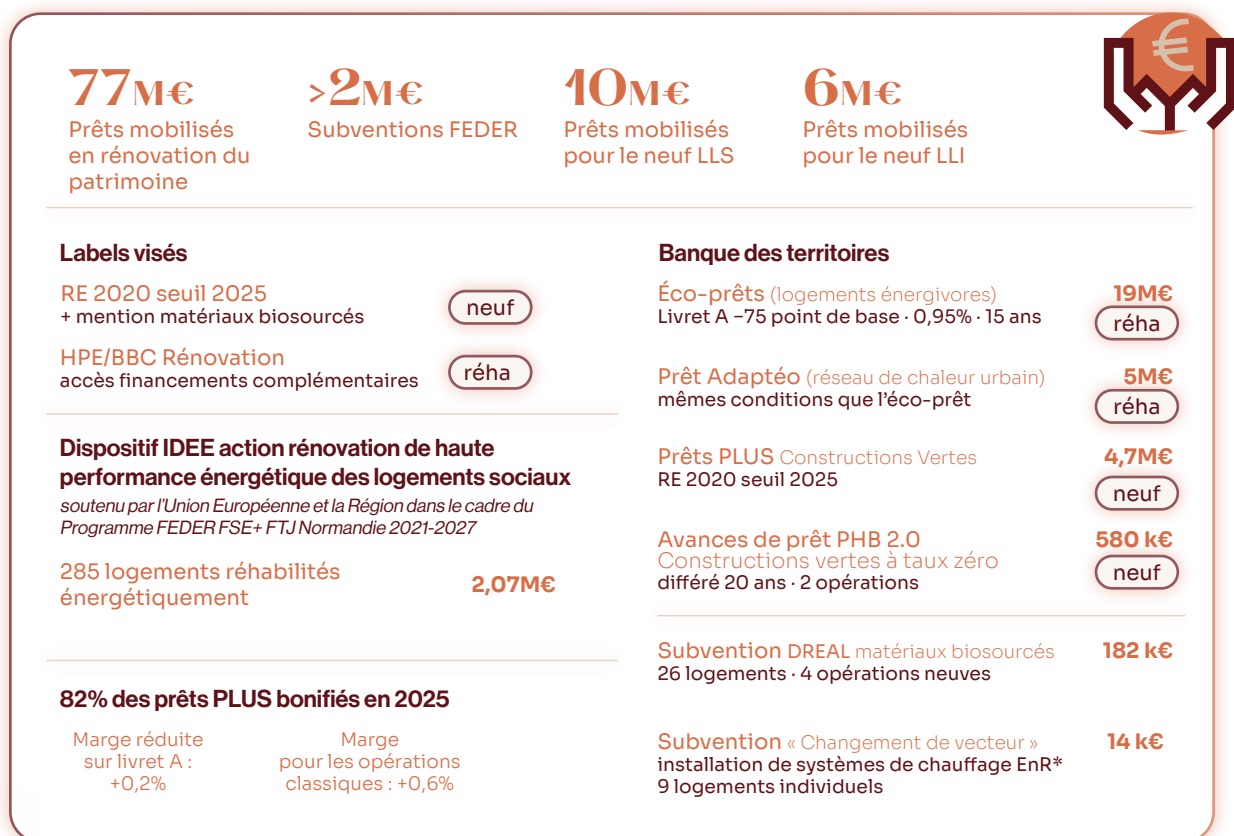 77M€
Prêts mobilisés
en rénovation du
patrimoine
>2M€
Subventions FEDER
10M€
Prêts mobilisés
pour le neuf LLS
6M€
Prêts mobilisés
pour le neuf LLI
€
Labels visés
RE 2020 seuil 2025
+ mention matériaux biosourcés
neuf
HPE/BBC Rénovation
accès financements complémentaires
réha
Dispositif IDEE action rénovation de haute
performance énergétique des logements sociaux
soutenu par l'Union Européenne et la Région dans le cadre du
Programme FEDER FSE+ FTJ Normandie 2021-2027
285 logements réhabilités
énergétiquement
2,07M€
82% des prêts PLUS bonifiés en 2025
Marge réduite
sur livret A :
+0,2%
Marge
pour les opérations
classiques : +0,6%
Banque des territoires
Éco-prêts (logements énergivores) 19M€
Livret A –75 point de base · 0,95% · 15 ans
réha
Prêt Adaptéo (réseau de chaleur urbain) 5M€
mêmes conditions que l'éco-prêt
réha
Prêts PLUS Constructions Vertes 4,7M€
RE 2020 seuil 2025
neuf
Avances de prêt PHB 2.0 580 k€
Constructions vertes à taux zéro
différé 20 ans · 2 opérations
neuf
Subvention DREAL matériaux biosourcés 182 k€
26 logements · 4 opérations neuves
Subvention « Changement de vecteur » 14 k€
installation de systèmes de chauffage EnR*
9 logements individuels